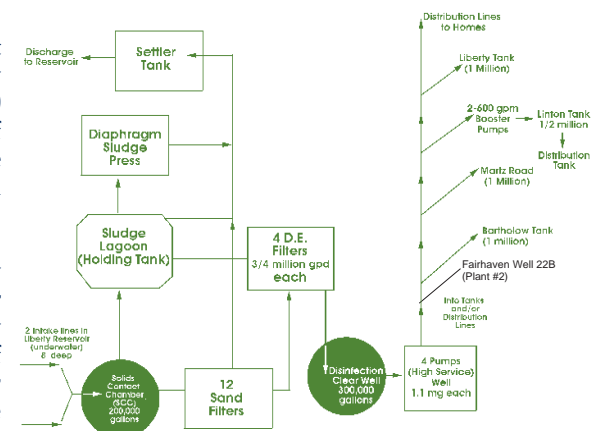 Distribution Lines
to Homes
Discharge
to Reservoir
Settler
Tank
Liberty Tank
(1 Million)
2-600 gpm
Booster
Pumps
Linton Tank
1/2 million
Distribution
Tank
Diaphragm
Sludge
Press
Martz Road
(1 Million)
Sludge
Lagoon
(Holding Tank)
4 D.E.
Filters
3/4 million gpd
each
Bartholow Tank
(1 million)
Fairhaven Well 22B
(Plant #2)
Into Tanks
and/or
Distribution
Lines
2 Intake lines in
Liberty Reservoir
(underwater)
8' deep
Solids
Contact
Chamber
(SCC)
200,000
gallons
12
Sand
Filters
Disinfection
Clear Well
300,000
gallons
4 Pumps
(High Service)
Well
1.1 mg each